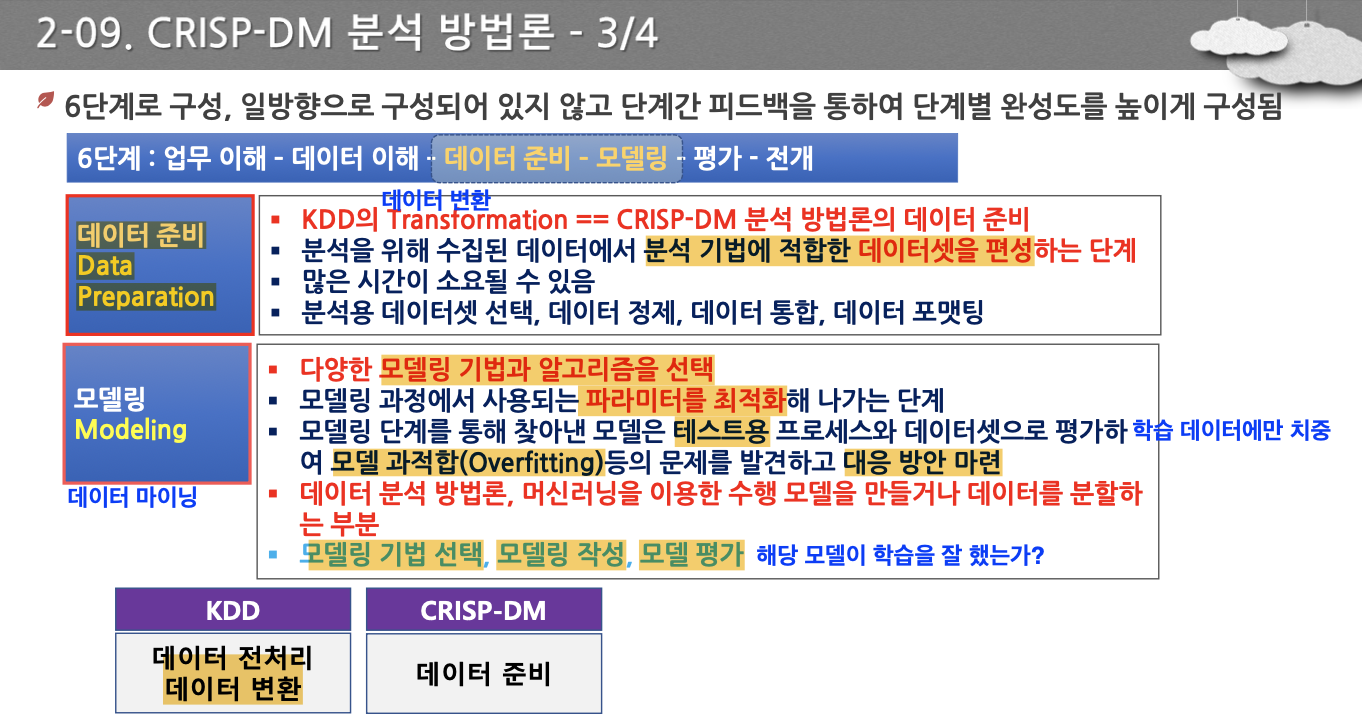 2-09. CRISP-DM 분석 방법론 - 3/4
6단계로 구성, 일방향으로 구성되어 있지 않고 단계간 피드백을 통하여 단계별 완성도를 높이게 구성됨
6단계 : 업무 이해 - 데이터 이해 - 데이터 준비 - 모델링 - 평가 - 전개
데이터 변환
데이터 준비
Data
Preparation
KDD의 Transformation == CRISP-DM 분석 방법론의 데이터 준비
분석을 위해 수집된 데이터에서 분석 기법에 적합한 데이터셋을 편성하는 단계
많은 시간이 소요될 수 있음
분석용 데이터셋 선택, 데이터 정제, 데이터 통합, 데이터 포맷팅
모델링
Modeling
데이터 마이닝
다양한 모델링 기법과 알고리즘을 선택
모델링 과정에서 사용되는 파라미터를 최적화해 나가는 단계
모델링 단계를 통해 찾아낸 모델은 테스트용 프로세스와 데이터셋으로 평가하 학습 데이터에만 치중
여 모델 과적합(Overfitting)등의 문제를 발견하고 대응 방안 마련
데이터 분석 방법론, 머신러닝을 이용한 수행 모델을 만들거나 데이터를 분할하
는 부분
모델링 기법 선택, 모델링 작성, 모델 평가 해당 모델이 학습을 잘 했는가?
KDD
CRISP-DM
데이터 전처리
데이터 변환
데이터 준비